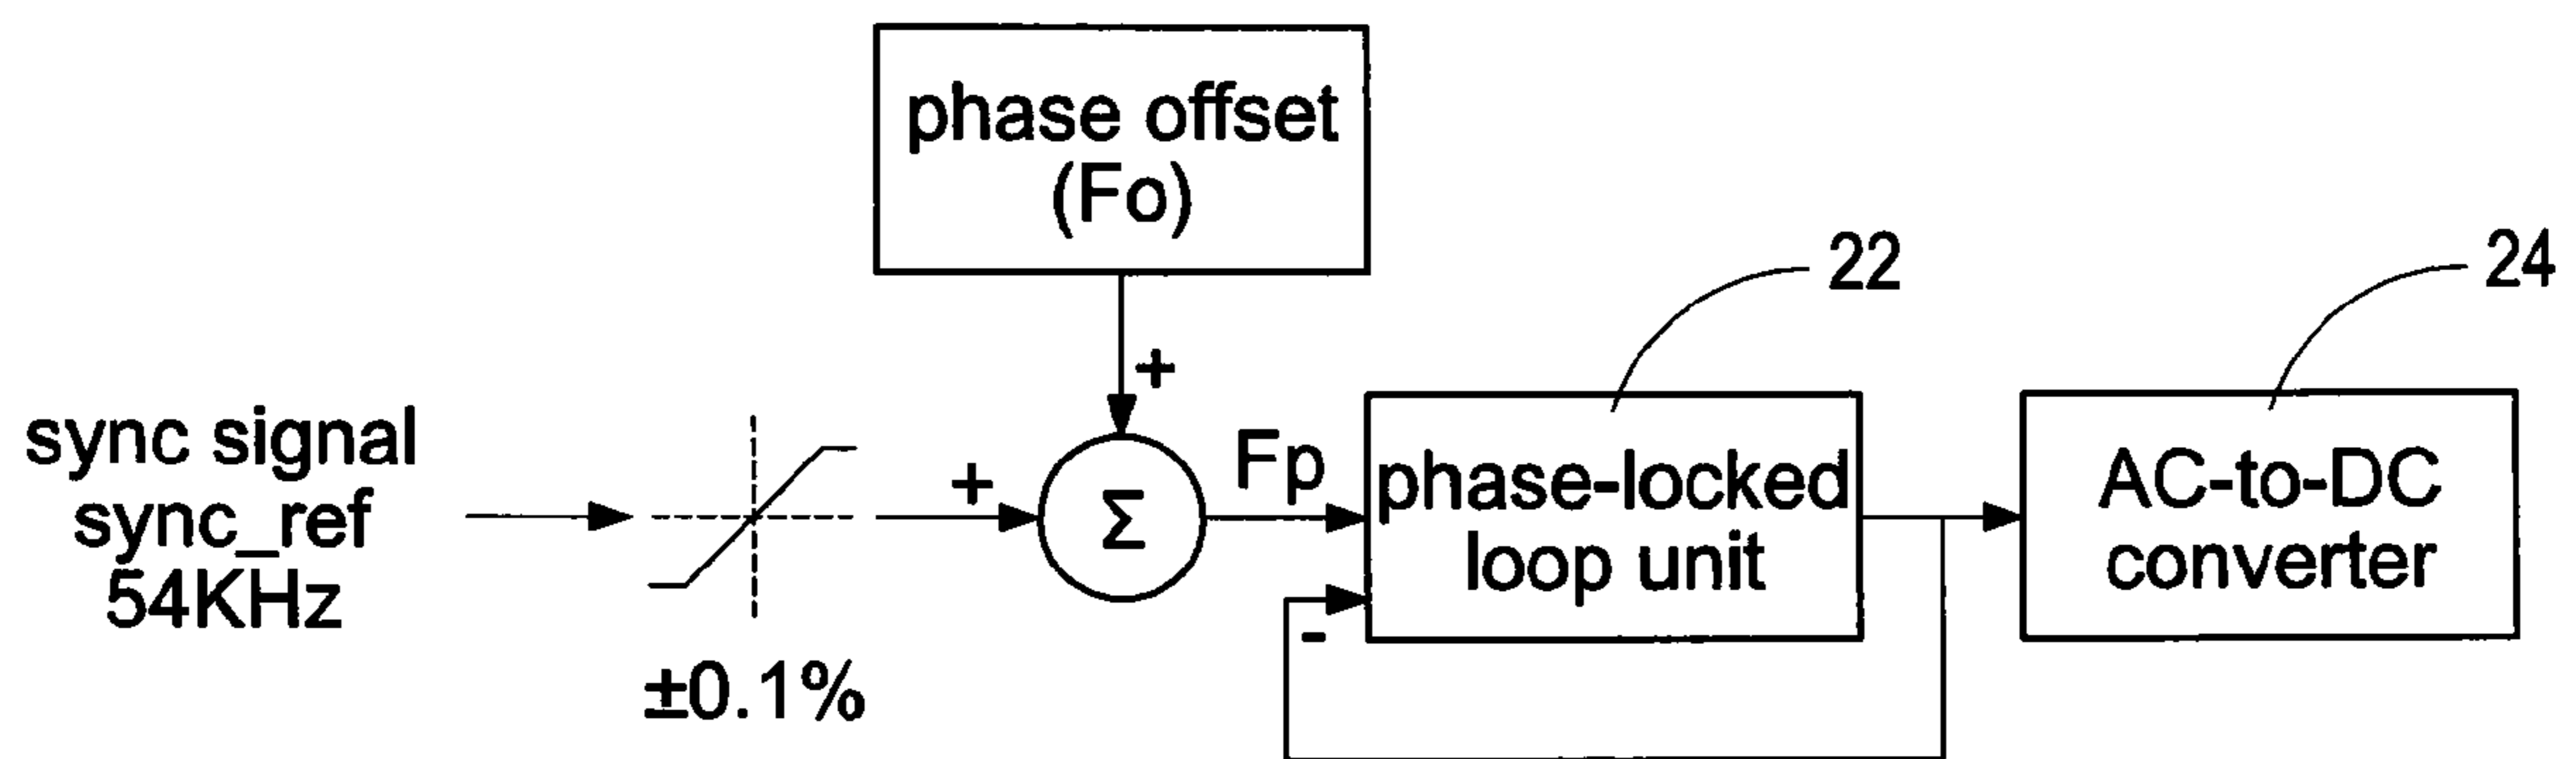 phase offset
(Fo)
22
24
+
sync signal
sync_ref
54KHz
+
Σ
Fp
phase-locked
loop unit
AC-to-DC
converter
-
±0.1%